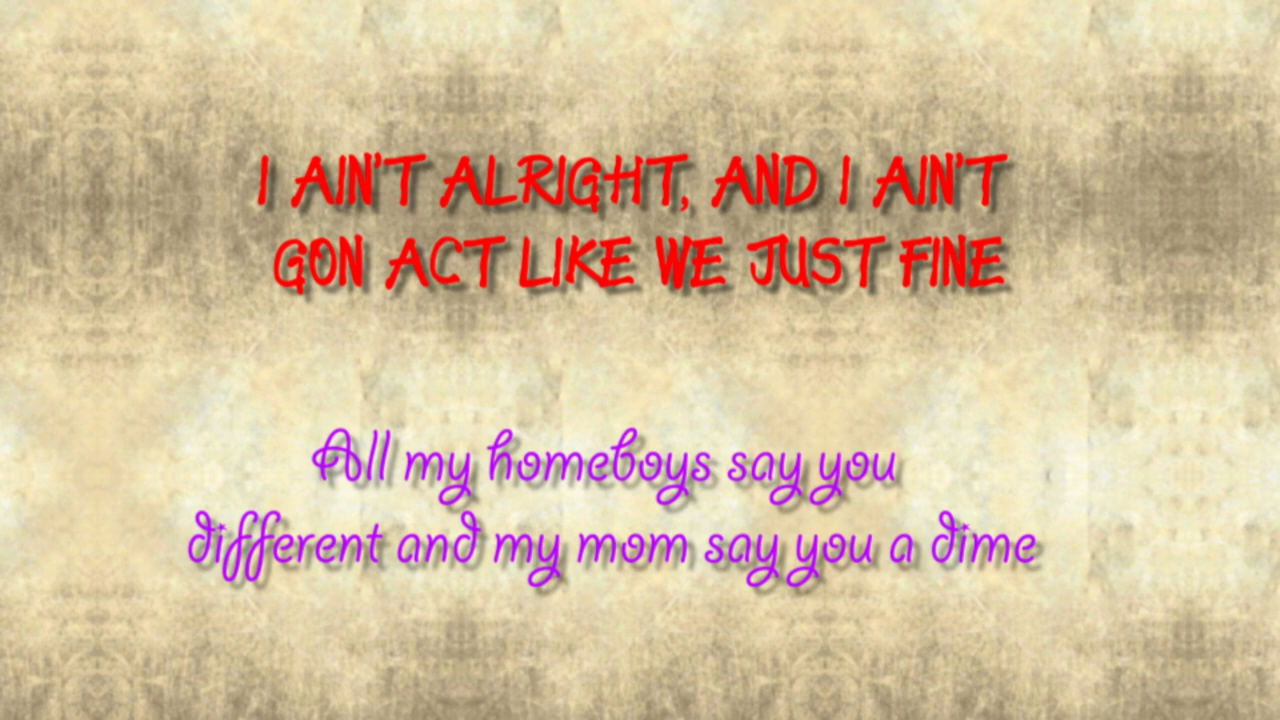 I AIN'T ALRIGHT, AND I AIN'T
GON ACT LIKE WE JUST FINE
All my homeboys say you
different and my mom say you a dime